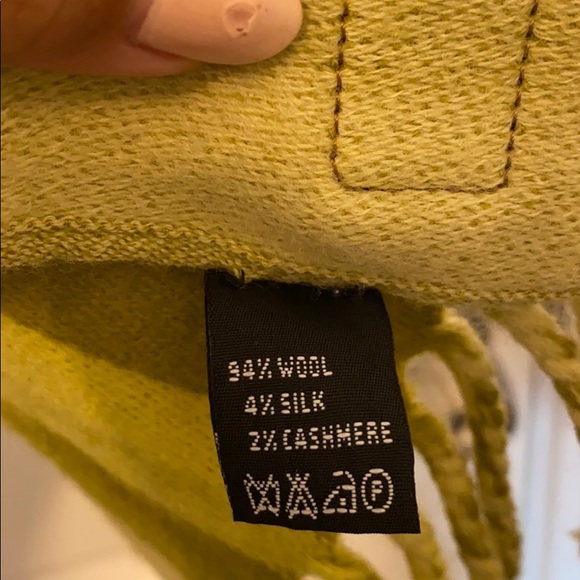 94% WOOL
4% SILK
2% CASHMERE
F